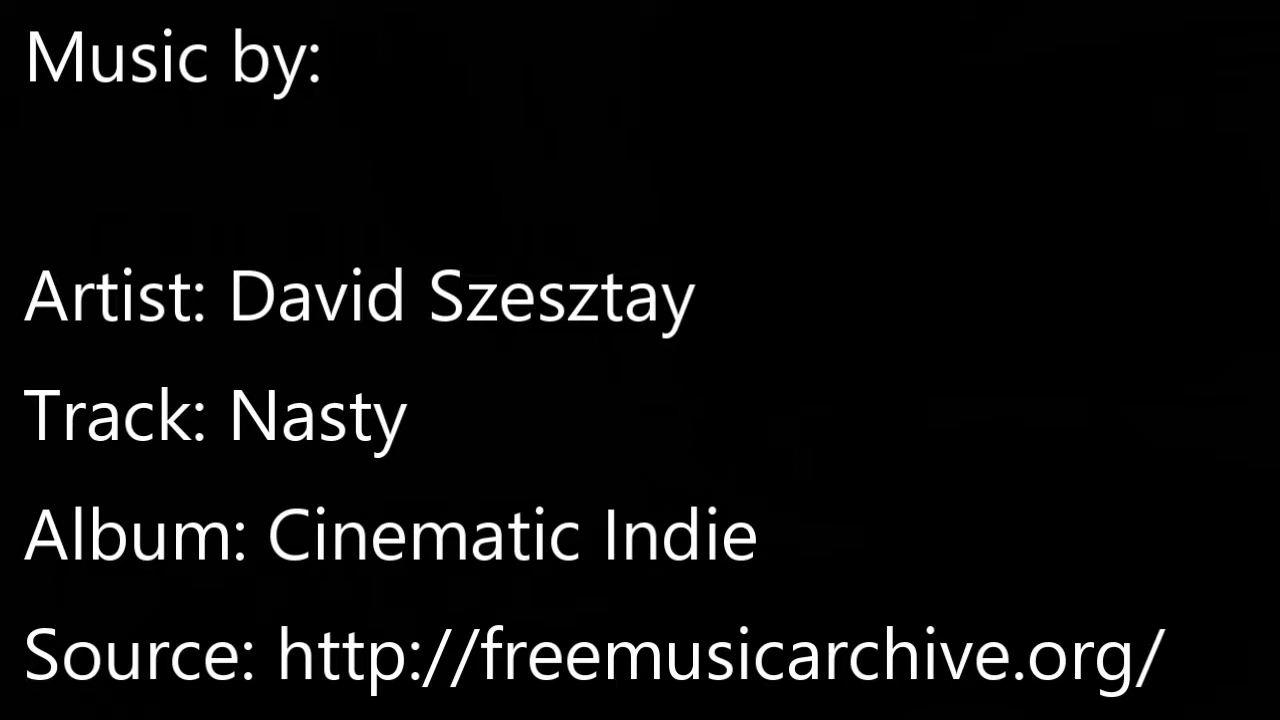 Music by:
Artist: David Szesztay
Track: Nasty
Album: Cinematic Indie
Source: http://freemusicarchive.org/